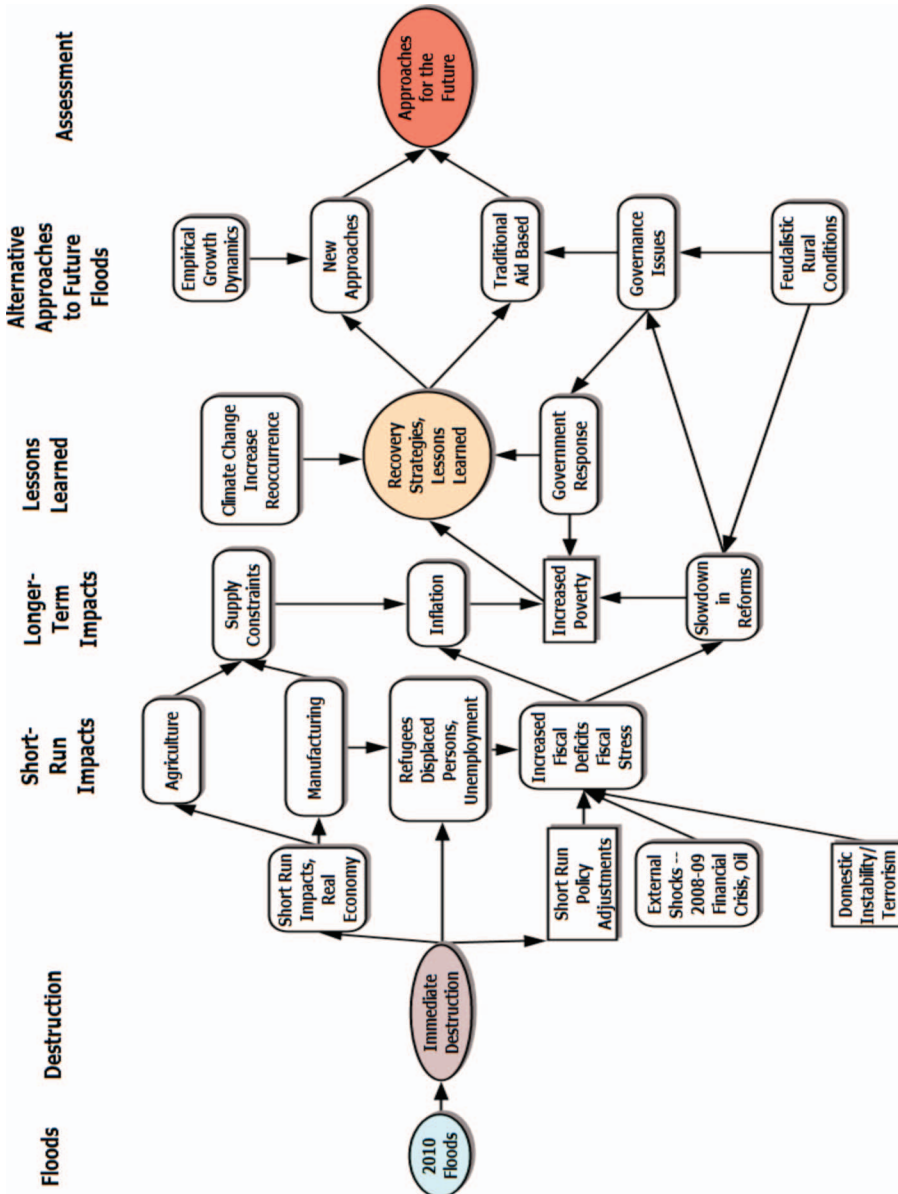 Floods
Destruction
Short-
Run
Impacts
Longer-
Term
Impacts
Lessons
Learned
Alternative
Approaches
to Future
Floods
Assessment
2010
Floods
Immediate
Destruction
Short Run
Impacts,
Real
Economy
Short Run
Policy
Adjustments
External
Shocks --
2008-09
Financial
Crisis, Oil
Domestic
Instability/
Terrorism
Agriculture
Manufacturing
Refugees
Displaced
Persons,
Unemployment
Increased
Fiscal
Deficits
Fiscal
Stress
Supply
Constraints
Inflation
Increased
Poverty
Slowdown
in
Reforms
Climate Change
Increase
Reoccurrence
Recovery
Strategies,
Lessons
Learned
Government
Response
Empirical
Growth
Dynamics
New
Approaches
Traditional
Aid Based
Governance
Issues
Feudalistic
Rural
Conditions
Approaches
for the
Future